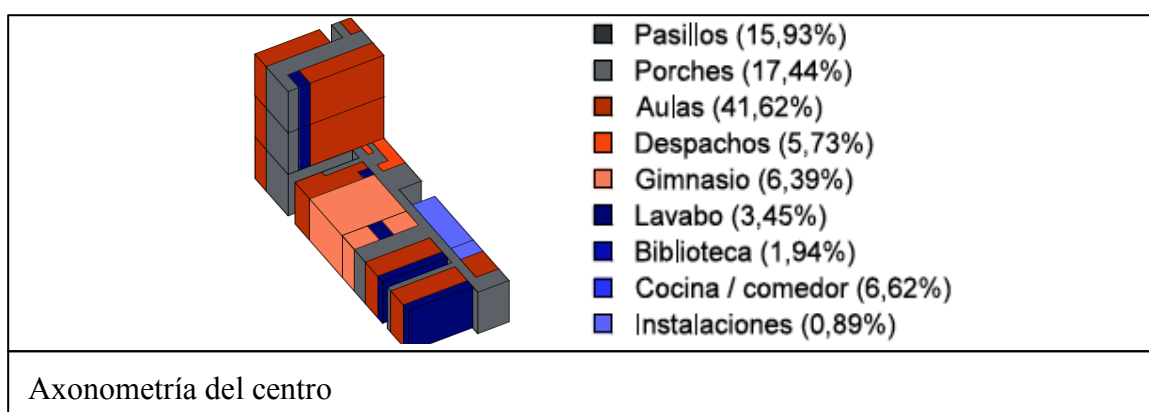 Pasillos (15,93%)
Porches (17,44%)
Aulas (41,62%)
Despachos (5,73%)
Gimnasio (6,39%)
Lavabo (3,45%)
Biblioteca (1,94%)
Cocina / comedor (6,62%)
Instalaciones (0,89%)
Axonometría del centro